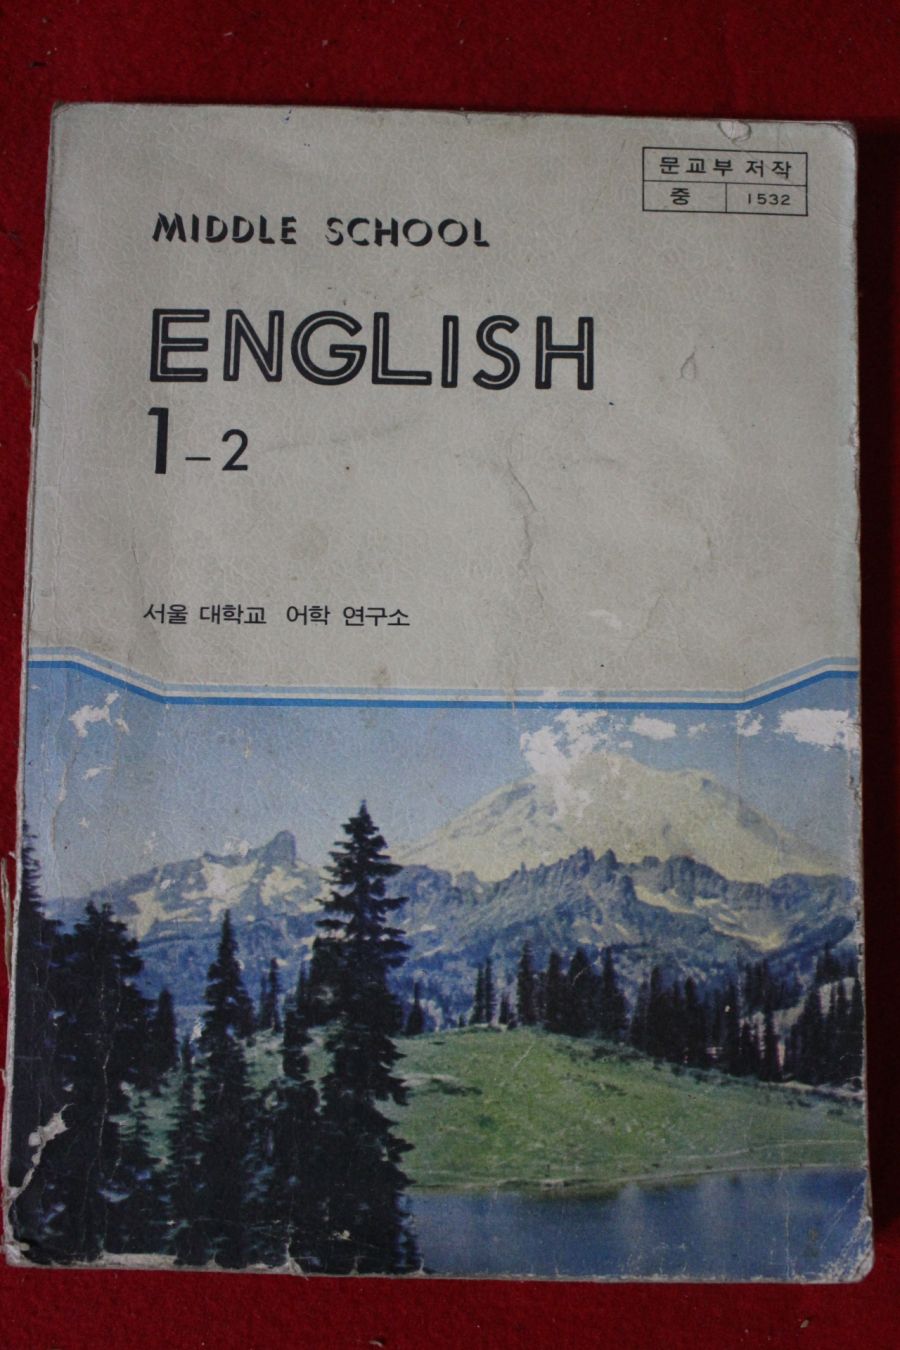 문교부 저작
중 1532
MIDDLE SCHOOL
ENGLISH
1-2
서울 대학교 어학 연구소